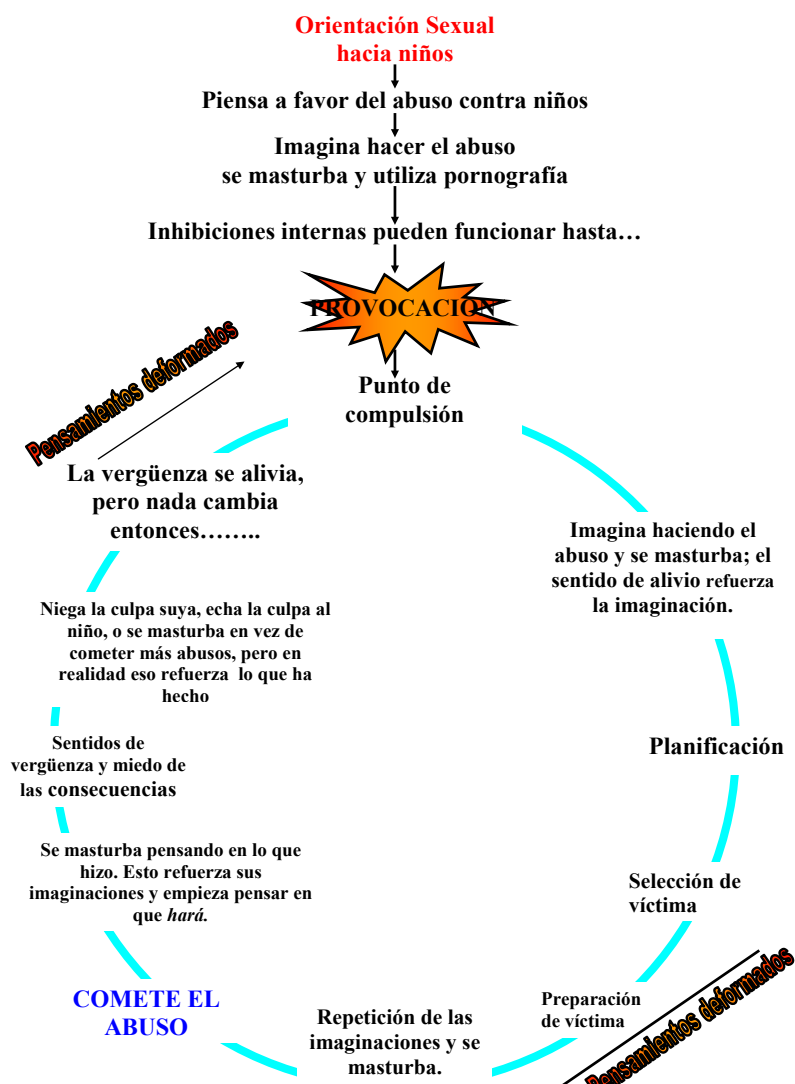 Orientación Sexual
hacia niños
Piensa a favor del abuso contra niños
Imagina hacer el abuso
se masturba y utiliza pornografía
Inhibiciones internas pueden funcionar hasta…
PROVOCACION
Punto de
compulsión
Pensamientos deformados
La vergüenza se alivia,
pero nada cambia
entonces……..
Imagina haciendo el
abuso y se masturba; el
sentido de alivio refuerza
la imaginación.
Niega la culpa suya, echa la culpa al
niño, o se masturba en vez de
cometer más abusos, pero en
realidad eso refuerza lo que ha
hecho
Planificación
Sentidos de
vergüenza y miedo de
las consecuencias
Se masturba pensando en lo que
hizo. Esto refuerza sus
imaginaciones y empieza pensar en
que hará.
Selección de
víctima
COMETE EL
ABUSO
Repetición de las
imaginaciones y se
masturba.
Preparación
de víctima
Pensamientos deformados